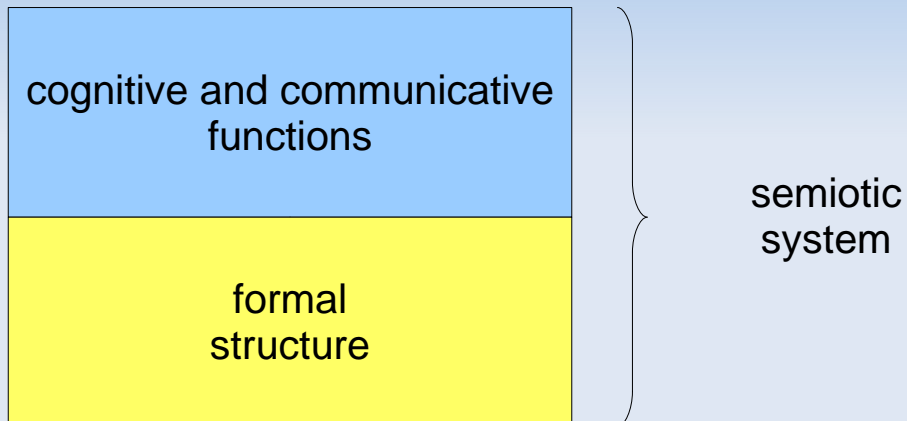 cognitive and communicative
functions
semiotic
system
formal
structure